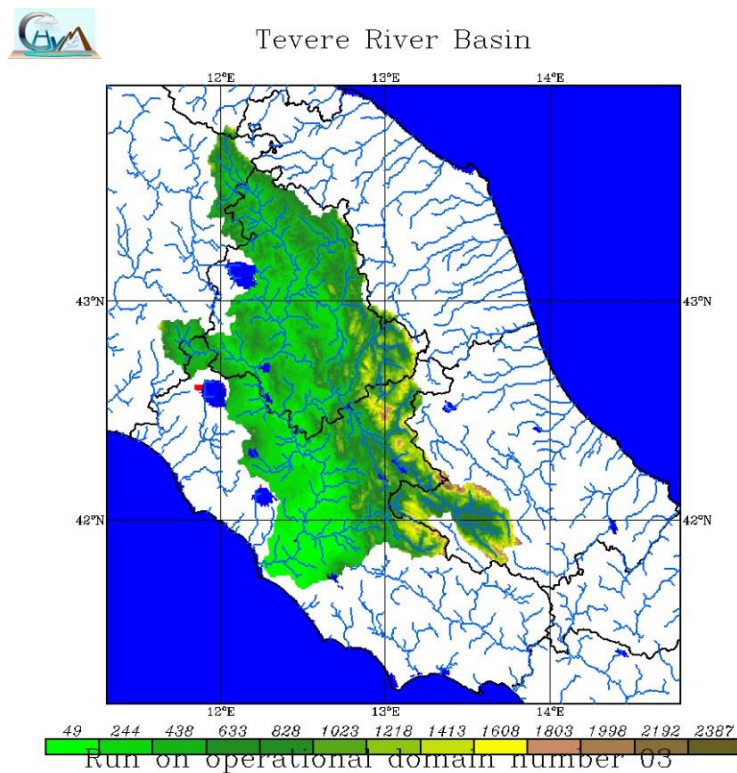 CHyM
Tevere River Basin
12°E 13°E 14°E
43°N 43°N
42°N 42°N
12°E 13°E 14°E
49 244 438 633 828 1023 1218 1413 1608 1803 1998 2192 2387
Run on operational domain number 03